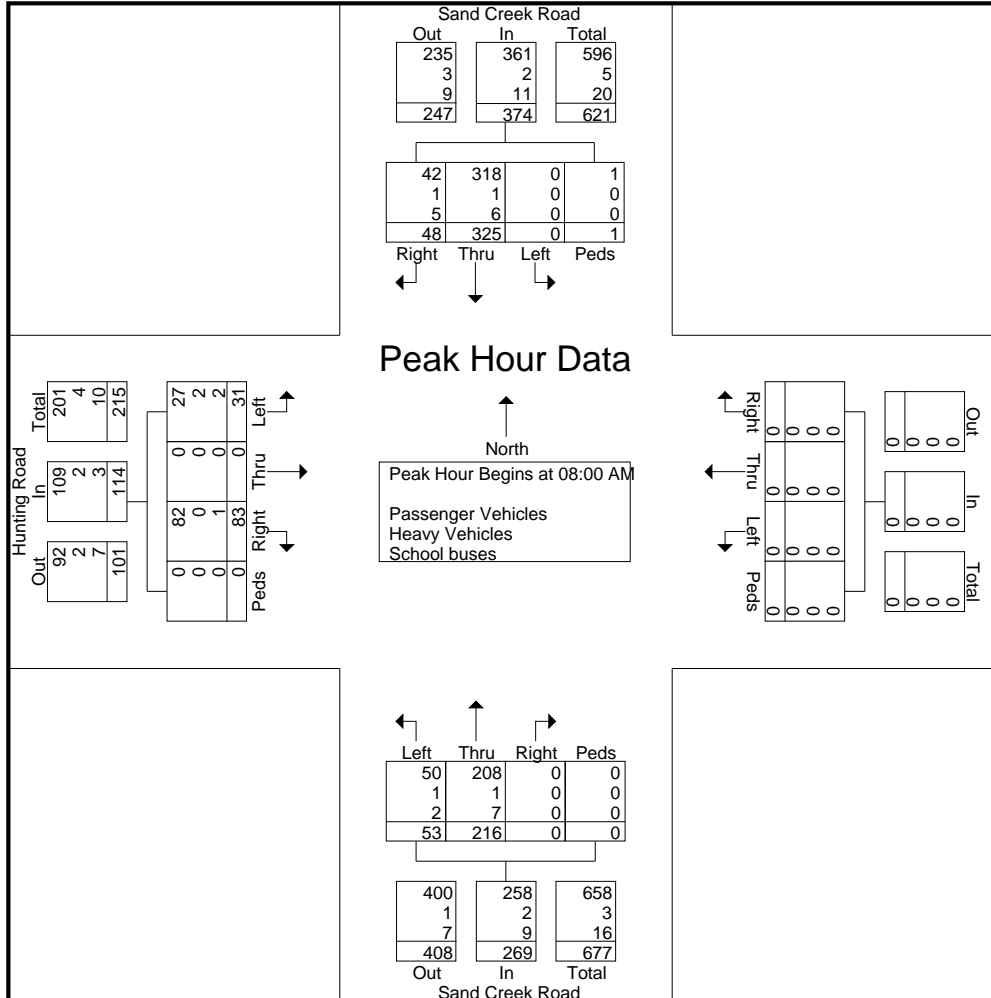 Sand Creek Road
Out In Total
235 361 596
3 2 5
9 11 20
247 374 621
42 318 0 1
1 1 0 0
5 6 0 0
48 325 0 1
Right Thru Left Peds
Peak Hour Data
North
Peak Hour Begins at 08:00 AM
Passenger Vehicles
Heavy Vehicles
School buses
Hunting Road
Total
201
4
10
215
In
109
2
3
114
Out
92
2
7
101
Left
27
2
2
31
Thru
0
0
0
0
Right
82
0
1
83
Peds
0
0
0
0
Right
0
0
0
0
Thru
0
0
0
0
Left
0
0
0
0
Peds
0
0
0
0
Out
0
0
0
0
In
0
0
0
0
Total
0
0
0
0
Left Thru Right Peds
50 208 0 0
1 1 0 0
2 7 0 0
53 216 0 0
400 258 658
1 2 3
7 9 16
408 269 677
Out In Total
Sand Creek Road